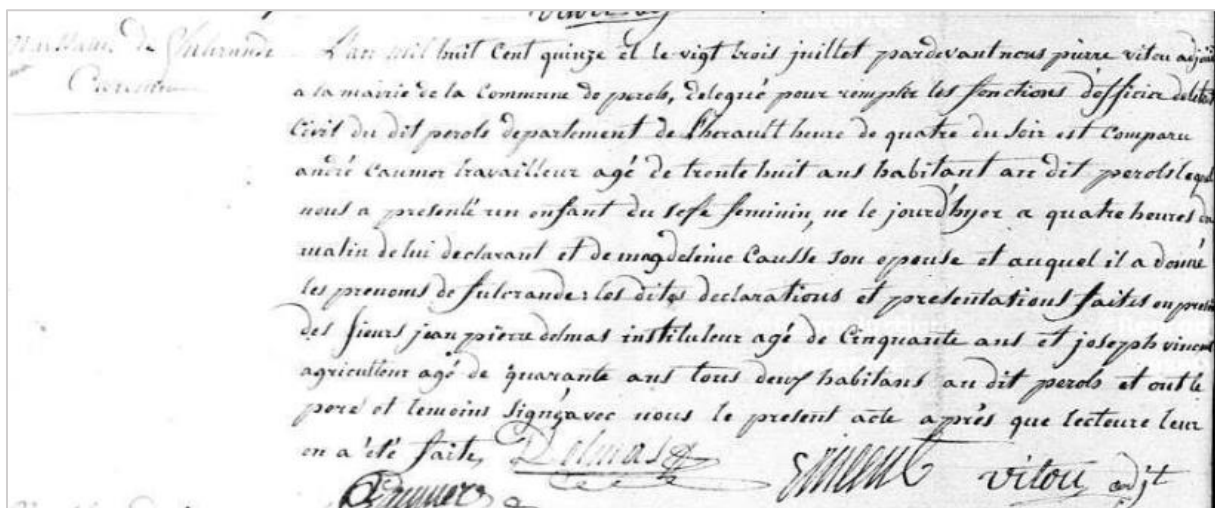 Naissance de Fulcrande
L'an mil huit cent quinze et le vigt trois juillet pardevant nous pierre vitou adjoint
a la mairie de la Commune de perols, delegué pour remplir les fonctions d'officier de l'etat
Civil du dit perols departement de l'herault heure de quatre du soir est Comparu
andré Caumer travailleur agé de trente huit ans habitant au dit perols lequel
nous a presenté un enfant du sexe feminin, ne le jourd'hyer a quatre heures du
matin de lui declarant et de magdeleine Causse son epouse et auquel il a donné
les prenoms de fulcrande: les dites declarations et presentations faites en
des sieurs jean pierre delmas instituteur agé de Cinquante ans et joseph vincent
agriculteur agé de quarante ans tous deux habitans au dit perols et ont le
pere et temoins signés avec nous le present acte après que lecteure leur
en a été faite, Delmas vincent vitou adjt
Caumer